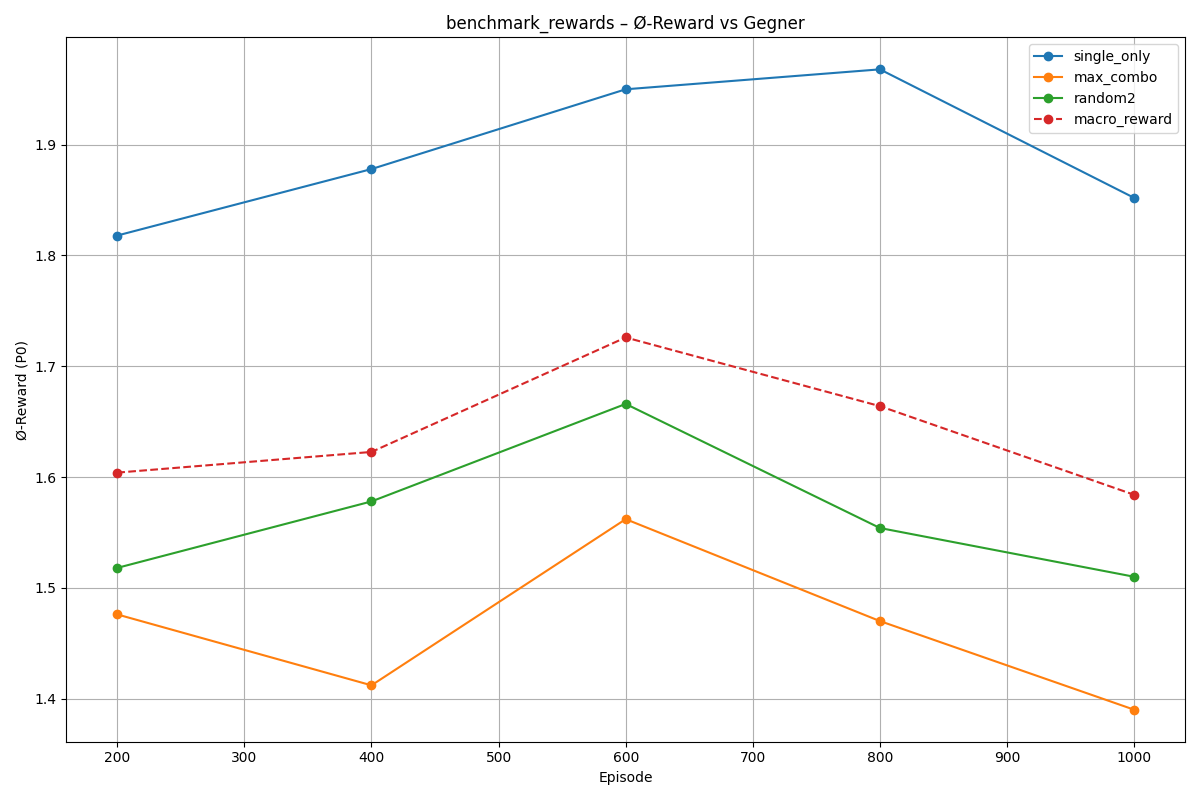 benchmark_rewards – Ø-Reward vs Gegner
single_only
max_combo
random2
macro_reward
Ø-Reward (P0)
1.9
1.8
1.7
1.6
1.5
1.4
200 300 400 500 600 700 800 900 1000
Episode